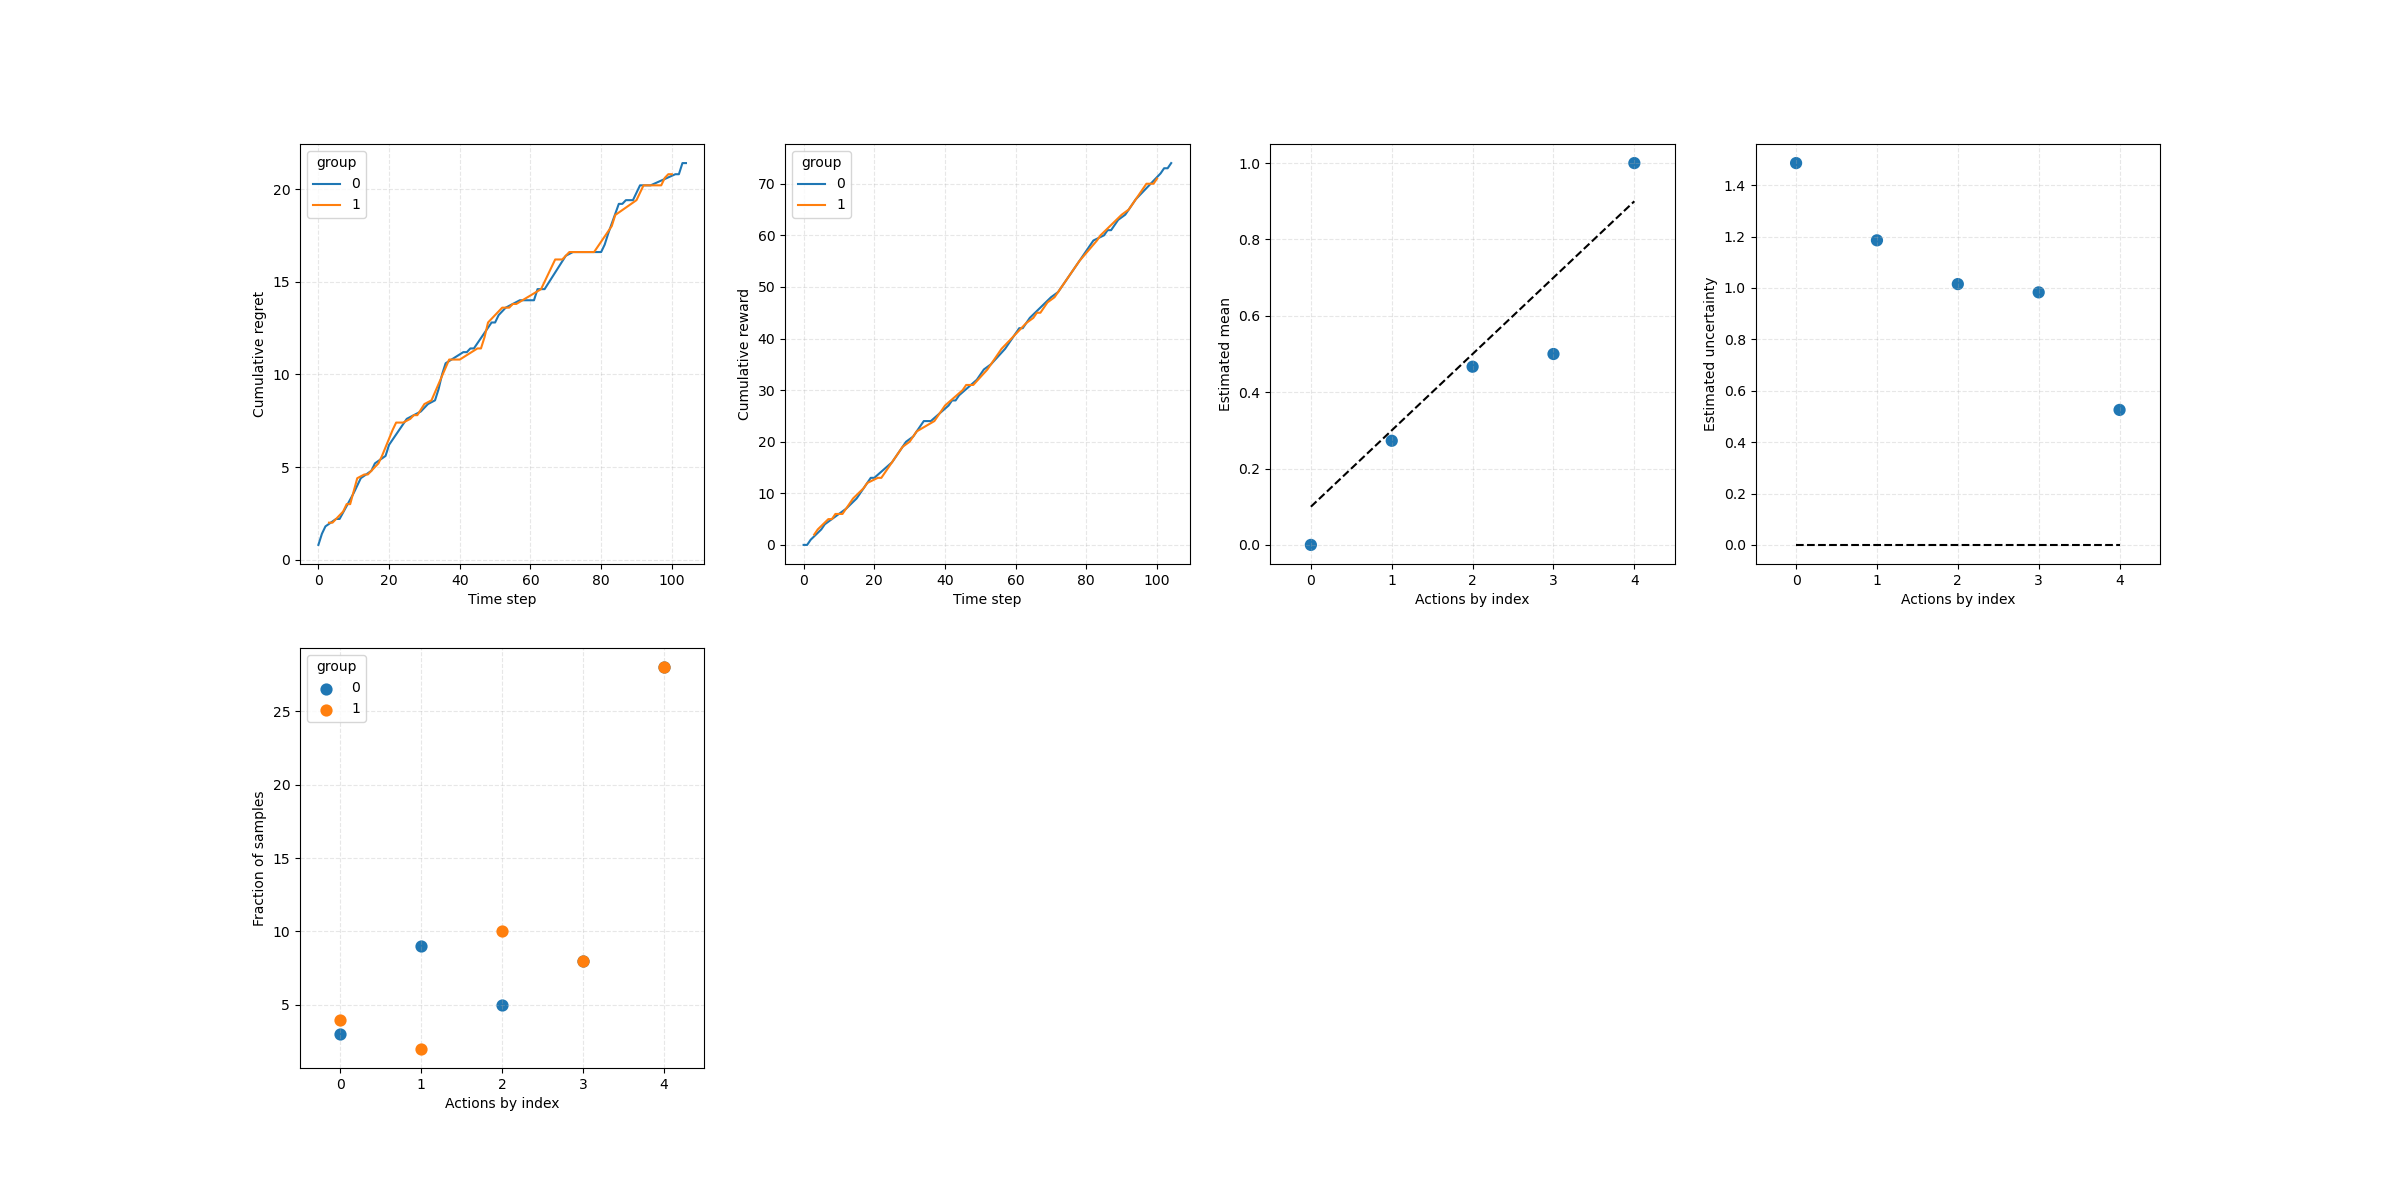 group
0
1
20
15
10
5
0
Cumulative regret
0 20 40 60 80 100
Time step
group
0
1
70
60
50
40
30
20
10
0
Cumulative reward
0 20 40 60 80 100
Time step
1.0
0.8
0.6
0.4
0.2
0.0
Estimated mean
0 1 2 3 4
Actions by index
1.4
1.2
1.0
0.8
0.6
0.4
0.2
0.0
Estimated uncertainty
0 1 2 3 4
Actions by index
group
0
1
25
20
15
10
5
Fraction of samples
0 1 2 3 4
Actions by index